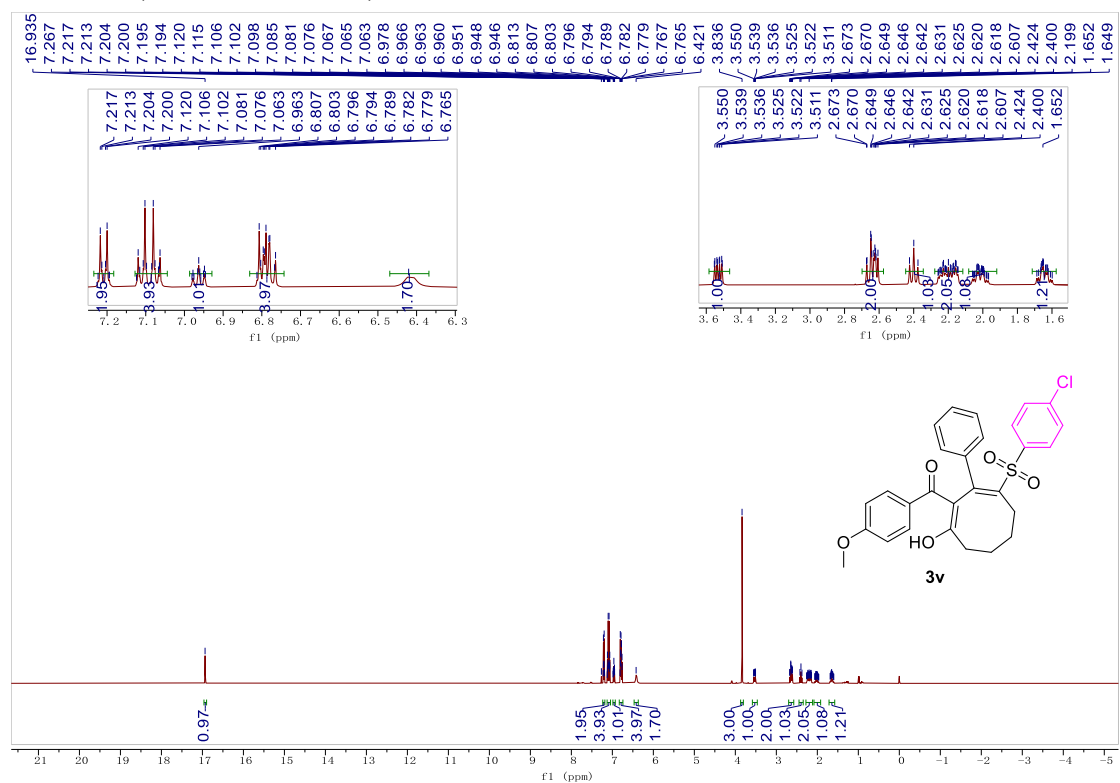 16.935 7.267 7.217 7.213 7.204 7.200 7.195 7.194 7.120 7.115 7.106 7.102 7.098 7.085 7.081 7.076 7.067 7.065 7.063 6.978 6.966 6.963 6.960 6.951 6.948 6.946 6.813 6.807 6.803 6.796 6.794 6.789 6.782 6.779 6.767 6.765 6.421 3.836 3.550 3.539 3.536 3.525 3.522 3.511 2.673 2.670 2.649 2.646 2.642 2.631 2.625 2.620 2.618 2.607 2.424 2.400 2.199 1.652 1.649
7.217 7.213 7.204 7.200 7.120 7.106 7.102 7.081 7.076 7.063 6.963 6.807 6.803 6.796 6.794 6.789 6.782 6.779 6.765
3.550 3.539 3.536 3.525 3.522 3.511 2.673 2.670 2.649 2.646 2.642 2.631 2.625 2.620 2.618 2.607 2.424 2.400 1.652
1.95 3.93 1.01 3.97 1.70
7.2 7.1 7.0 6.9 6.8 6.7 6.6 6.5 6.4 6.3
f1 (ppm)
1.00 2.00 1.03 2.05 1.08 1.21
3.6 3.4 3.2 3.0 2.8 2.6 2.4 2.2 2.0 1.8 1.6
f1 (ppm)
Cl
O
S
O
O
HO
O
3v
0.97 1.95 3.93 1.01 3.97 1.70 3.00 1.00 2.00 1.03 2.05 1.08 1.21
21 20 19 18 17 16 15 14 13 12 11 10 9 8 7 6 5 4 3 2 1 0 -1 -2 -3 -4 -5
f1 (ppm)